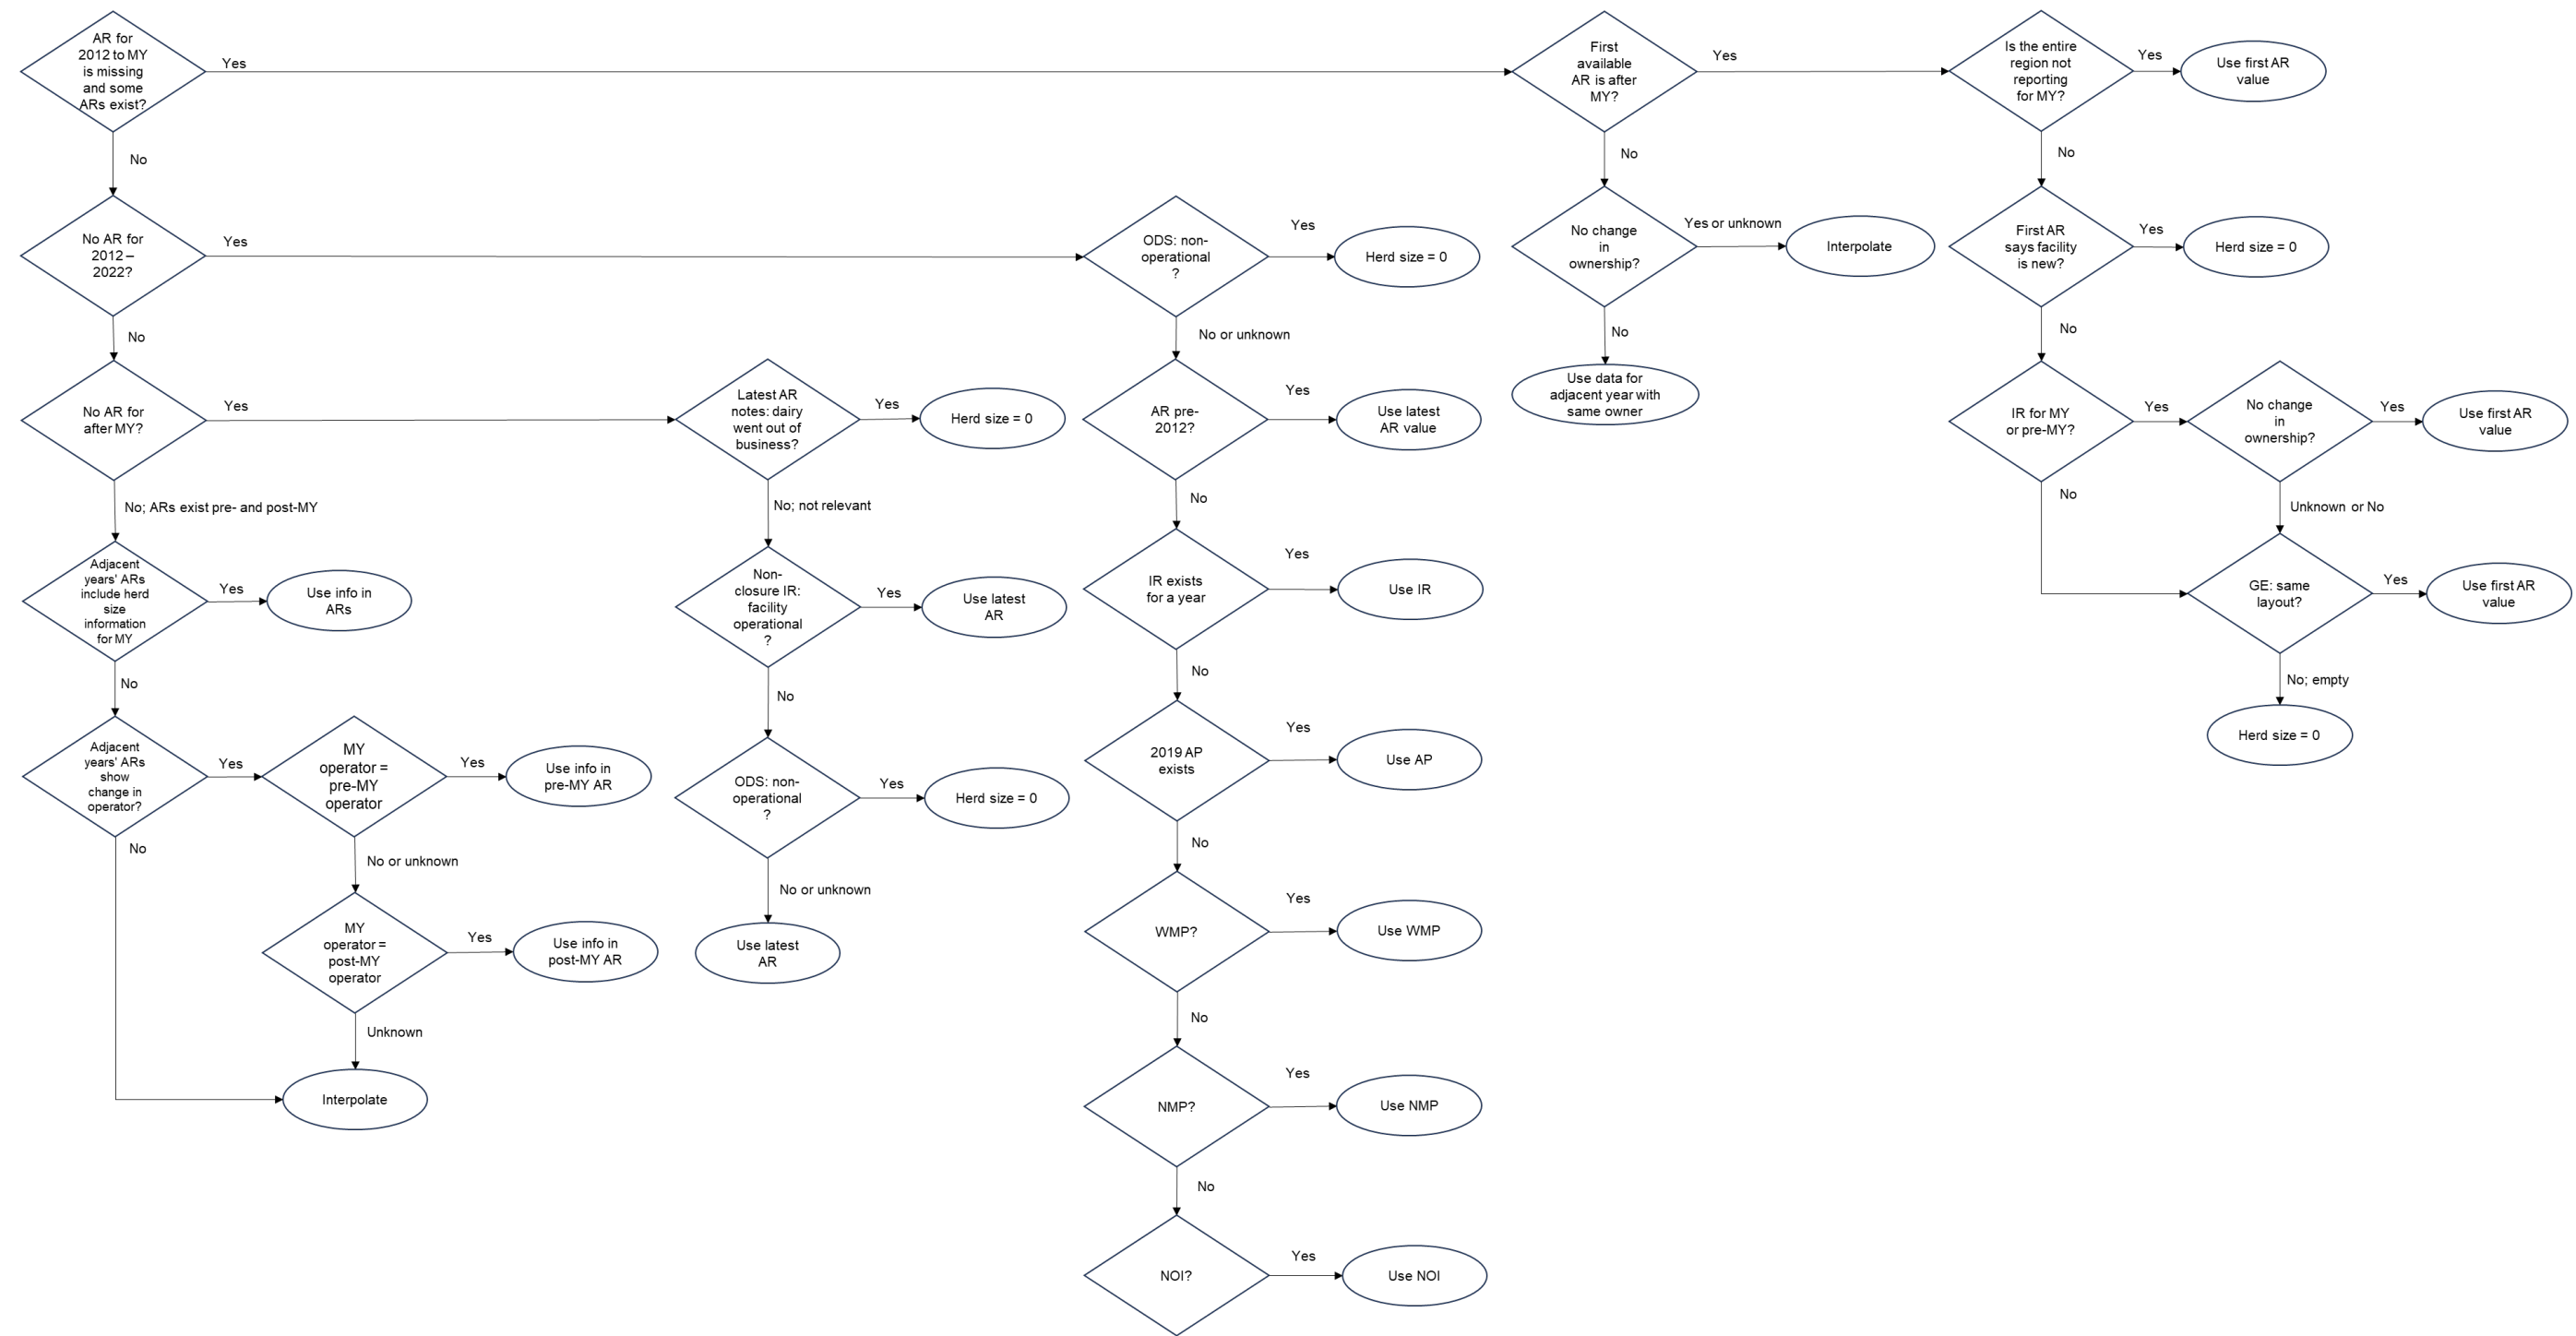 AR for
2012 to MY
is missing
and some
ARs exist?
Yes
First
available
AR is after
MY?
Yes
Is the entire
region not
reporting
for MY?
Yes
Use first AR
value
No
No
No
No AR for
2012 –
2022?
Yes
ODS: non-
operational
?
Yes
Herd size = 0
No change
in
ownership?
Yes or unknown
Interpolate
First AR
says facility
is new?
Yes
Herd size = 0
No
No or unknown
No
No
No AR for
after MY?
Yes
Latest AR
notes: dairy
went out of
business?
Yes
Herd size = 0
AR pre-
2012?
Yes
Use latest
AR value
Use data for
adjacent year with
same owner
IR for MY
or pre-MY?
Yes
No change
in
ownership?
Yes
Use first AR
value
No; ARs exist pre- and post-MY
No; not relevant
No
No
Unknown or No
Adjacent
years' ARs
include herd
size
information
for MY
Yes
Use info in
ARs
Non-
closure IR:
facility
operational
?
Yes
Use latest
AR
IR exists
for a year
Yes
Use IR
GE: same
layout?
Yes
Use first AR
value
No
No
No
No; empty
Herd size = 0
Adjacent
years' ARs
show
change in
operator?
Yes
MY
operator =
pre-MY
operator
Yes
Use info in
pre-MY AR
ODS: non-
operational
?
Yes
Herd size = 0
2019 AP
exists
Yes
Use AP
No
No or unknown
No or unknown
No
MY
operator =
post-MY
operator
Yes
Use info in
post-MY AR
Use latest
AR
WMP?
Yes
Use WMP
Unknown
No
Interpolate
NMP?
Yes
Use NMP
No
NOI?
Yes
Use NOI